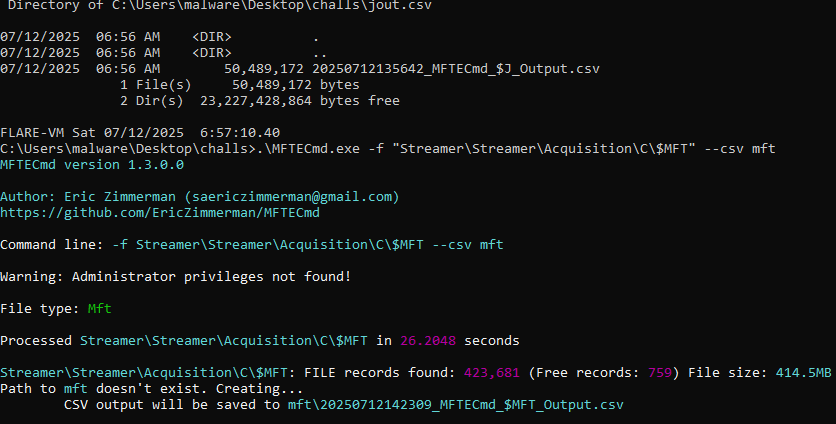 Directory of C:\Users\malware\Desktop\challs\jout.csv
07/12/2025  06:56 AM    <DIR>          .
07/12/2025  06:56 AM    <DIR>          ..
07/12/2025  06:56 AM        50,489,172 20250712135642_MFTECmd_$J_Output.csv
               1 File(s)     50,489,172 bytes
               2 Dir(s)  23,227,428,864 bytes free
FLARE-VM Sat 07/12/2025  6:57:10.40
C:\Users\malware\Desktop\challs>.\MFTECmd.exe -f "Streamer\Streamer\Acquisition\C\$MFT" --csv mft
MFTECmd version 1.3.0.0
Author: Eric Zimmerman (saericzimmerman@gmail.com)
https://github.com/EricZimmerman/MFTECmd
Command line: -f Streamer\Streamer\Acquisition\C\$MFT --csv mft
Warning: Administrator privileges not found!
File type: Mft
Processed Streamer\Streamer\Acquisition\C\$MFT in 26.2048 seconds
Streamer\Streamer\Acquisition\C\$MFT: FILE records found: 423,681 (Free records: 759) File size: 414.5MB
Path to mft doesn't exist. Creating...
        CSV output will be saved to mft\20250712142309_MFTECmd_$MFT_Output.csv